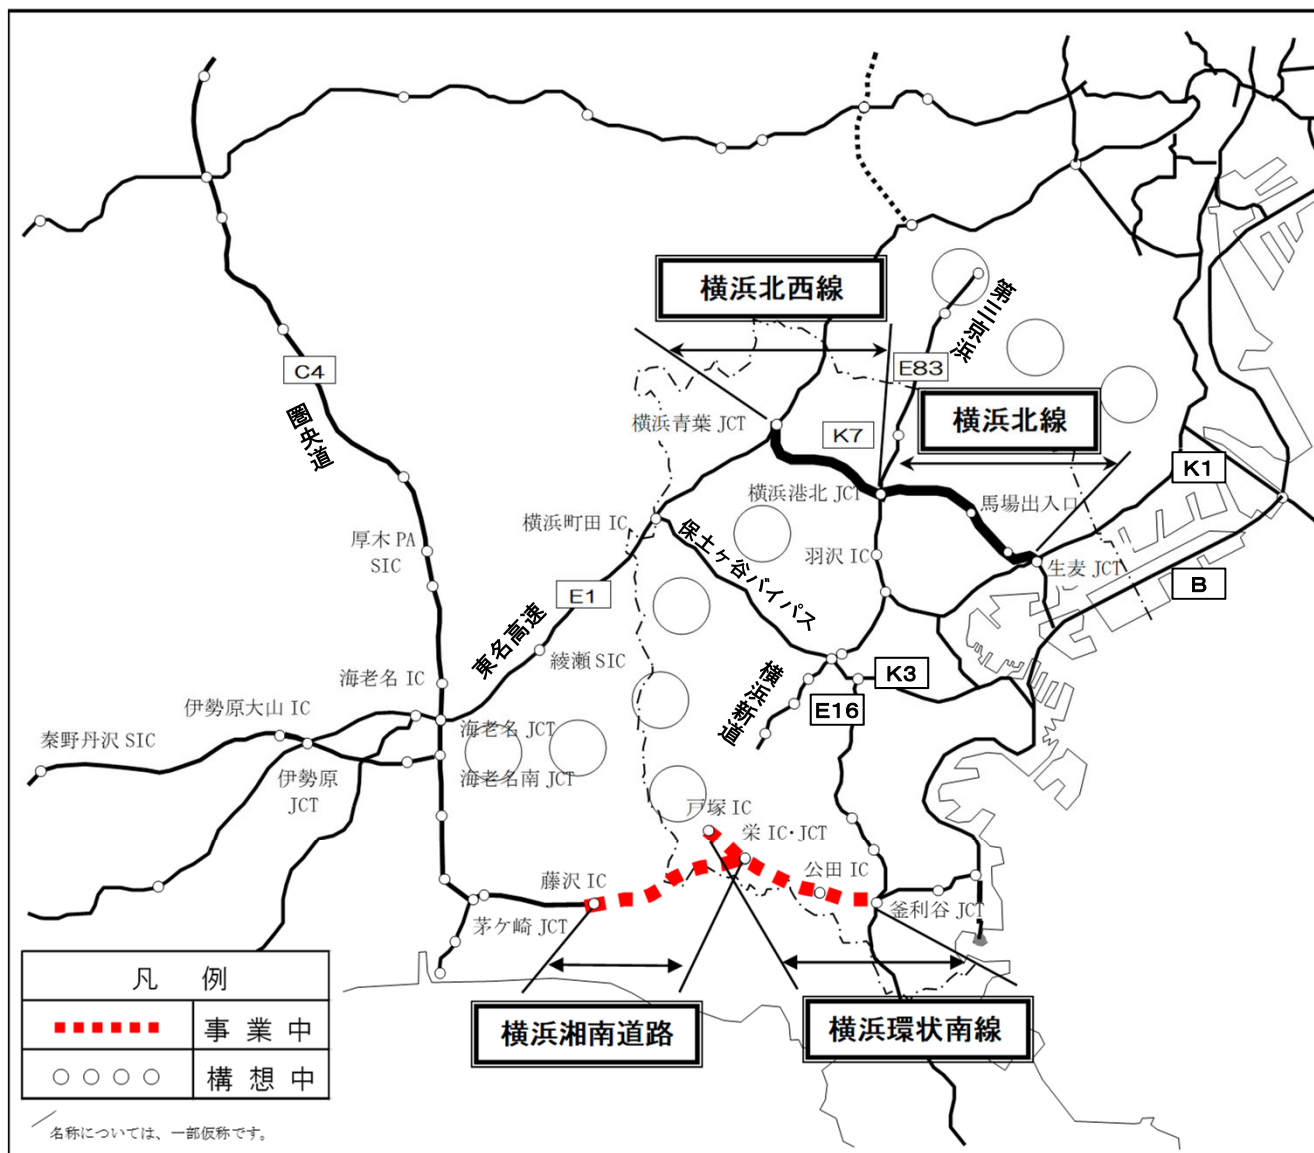 横浜北西線
第三京浜
E83
C4
圏央道
横浜北線
横浜青葉 JCT
K7
K1
横浜港北 JCT
馬場出入口
横浜町田 IC
保土ヶ谷バイパス
厚木 PA
SIC
羽沢 IC
生麦 JCT
B
E1
東名高速
綾瀬 SIC
横浜新道
K3
E16
海老名 IC
伊勢原大山 IC
秦野丹沢 SIC
海老名 JCT
伊勢原
JCT
海老名南 JCT
戸塚 IC
栄 IC・JCT
公田 IC
藤沢 IC
釜利谷 JCT
茅ケ崎 JCT
横浜湘南道路
横浜環状南線
凡 例
事 業 中
構 想 中
名称については、一部仮称です。